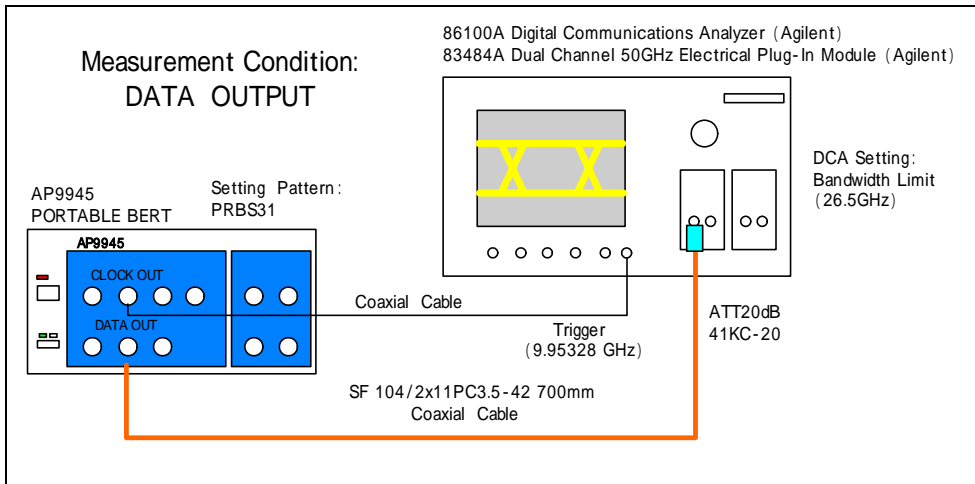 86100A Digital Communications Analyzer (Agilent)
83484A Dual Channel 50GHz Electrical Plug-In Module (Agilent)
Measurement Condition:
DATA OUTPUT
DCA Setting:
Bandwidth Limit
(26.5GHz)
AP9945
PORTABLE BERT
Setting Pattern:
PRBS31
AP9945
CLOCK OUT
DATA OUT
Coaxial Cable
Trigger
(9.95328 GHz)
ATT20dB
41KC-20
SF 104/2x11PC3.5-42 700mm
Coaxial Cable